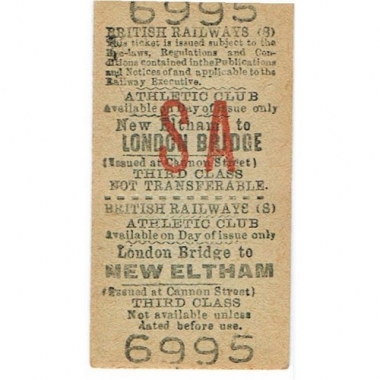 6995
BRITISH RAILWAYS (S)
This ticket is issued subject to the
Bye-laws, Regulations and Con-
ditions contained in the Publications
and Notices of and applicable to the
Railway Executive.
ATHLETIC CLUB
Available on Day of issue only
New Eltham to
LONDON BRIDGE
(Issued at Cannon Street)
THIRD CLASS
NOT TRANSFERABLE.
SA
BRITISH RAILWAYS (S)
ATHLETIC CLUB
Available on Day of issue only
London Bridge to
NEW ELTHAM
(Issued at Cannon Street)
THIRD CLASS
Not available unless
dated before use.
6995